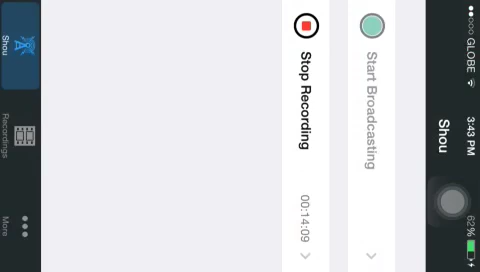 GLOBE 3:43 PM 62%
Shou
Start Broadcasting
Stop Recording 00:14:09
Shou Recordings More